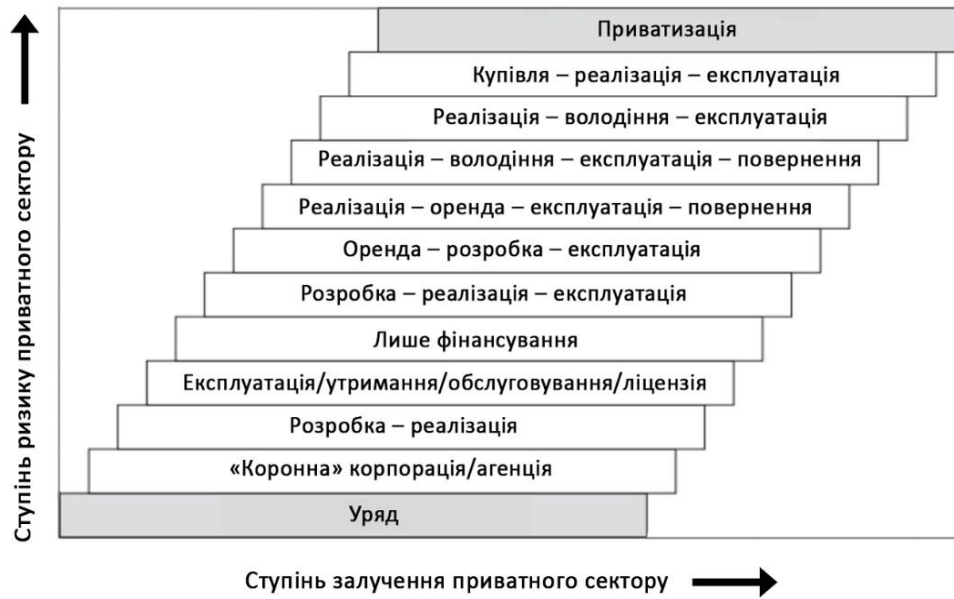 Приватизація
Купівля – реалізація – експлуатація
Реалізація – володіння – експлуатація
Реалізація – володіння – експлуатація – повернення
Реалізація – оренда – експлуатація – повернення
Оренда – розробка – експлуатація
Розробка – реалізація – експлуатація
Лише фінансування
Експлуатація/утримання/обслуговування/ліцензія
Розробка – реалізація
«Коронна» корпорація/агенція
Уряд
Ступінь ризику приватного сектору
Ступінь залучення приватного сектору